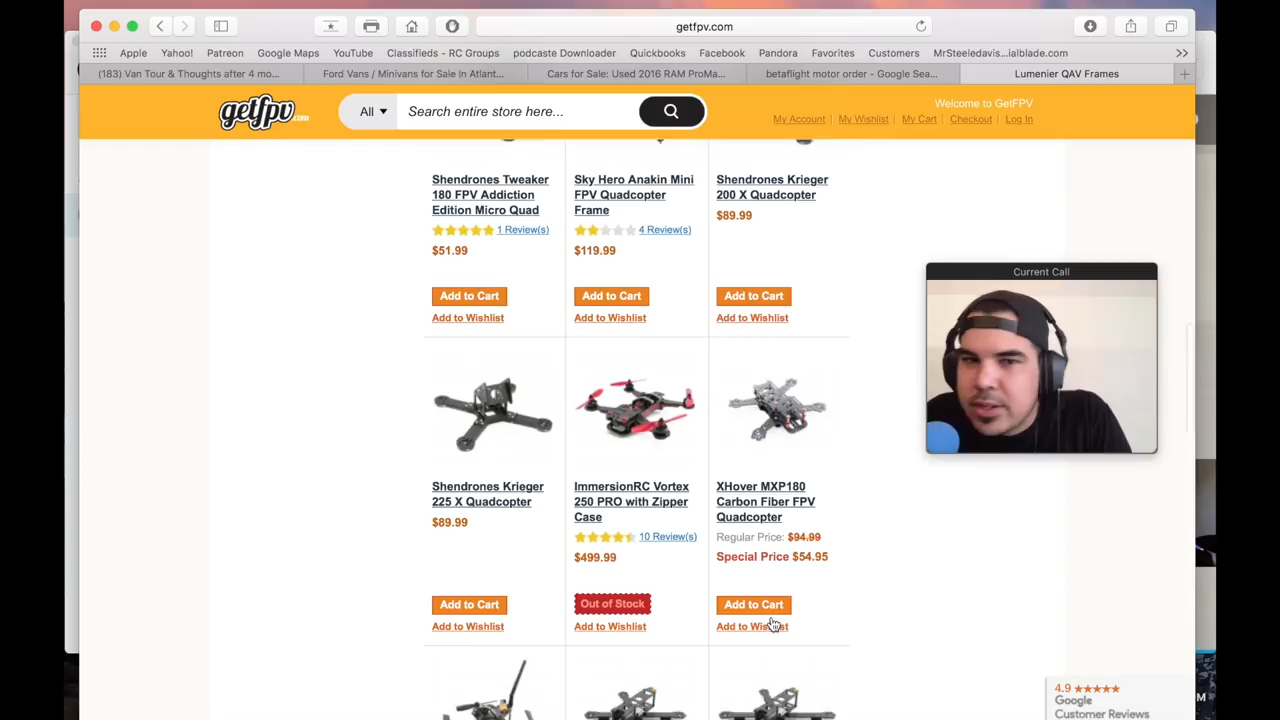 getfpv.com
Apple Yahoo! Patreon Google Maps YouTube Classifieds - RC Groups podcaste Downloader Quickbooks Facebook Pandora Favorites Customers MrSteeledavis...ialblade.com
(183) Van Tour & Thoughts after 4 mo... Ford Vans / Minivans for Sale in Atlant... Cars for Sale: Used 2016 RAM ProMa... betaflight motor order - Google Sea... Lumenier QAV Frames
getfpv.com All Search entire store here...
Welcome to GetFPV
My Account My Wishlist My Cart Checkout Log In
Shendrones Tweaker
180 FPV Addiction
Edition Micro Quad
1 Review(s)
$51.99
Add to Cart
Add to Wishlist
Sky Hero Anakin Mini
FPV Quadcopter
Frame
4 Review(s)
$119.99
Add to Cart
Add to Wishlist
Shendrones Krieger
200 X Quadcopter
$89.99
Add to Cart
Add to Wishlist
Current Call
Shendrones Krieger
225 X Quadcopter
$89.99
Add to Cart
Add to Wishlist
ImmersionRC Vortex
250 PRO with Zipper
Case
10 Review(s)
$499.99
Out of Stock
Add to Wishlist
XHover MXP180
Carbon Fiber FPV
Quadcopter
Regular Price: $94.99
Special Price $54.95
Add to Cart
Add to Wishlist
4.9
Google
Customer Reviews